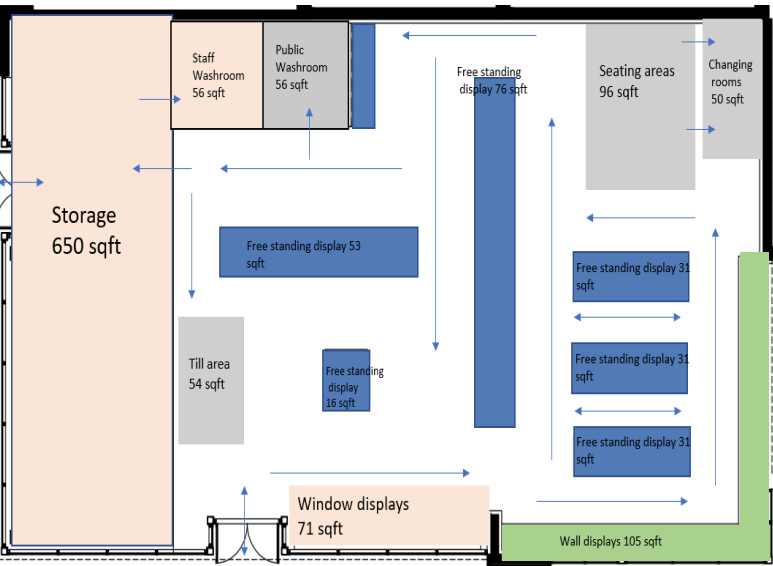 Staff
Washroom
56 sqft
Public
Washroom
56 sqft
Free standing
display 76 sqft
Seating areas
96 sqft
Changing
rooms
50 sqft
Storage
650 sqft
Free standing display 53
sqft
Free standing display 31
sqft
Till area
54 sqft
Free standing
display
16 sqft
Free standing display 31
sqft
Free standing display 31
sqft
Window displays
71 sqft
Wall displays 105 sqft